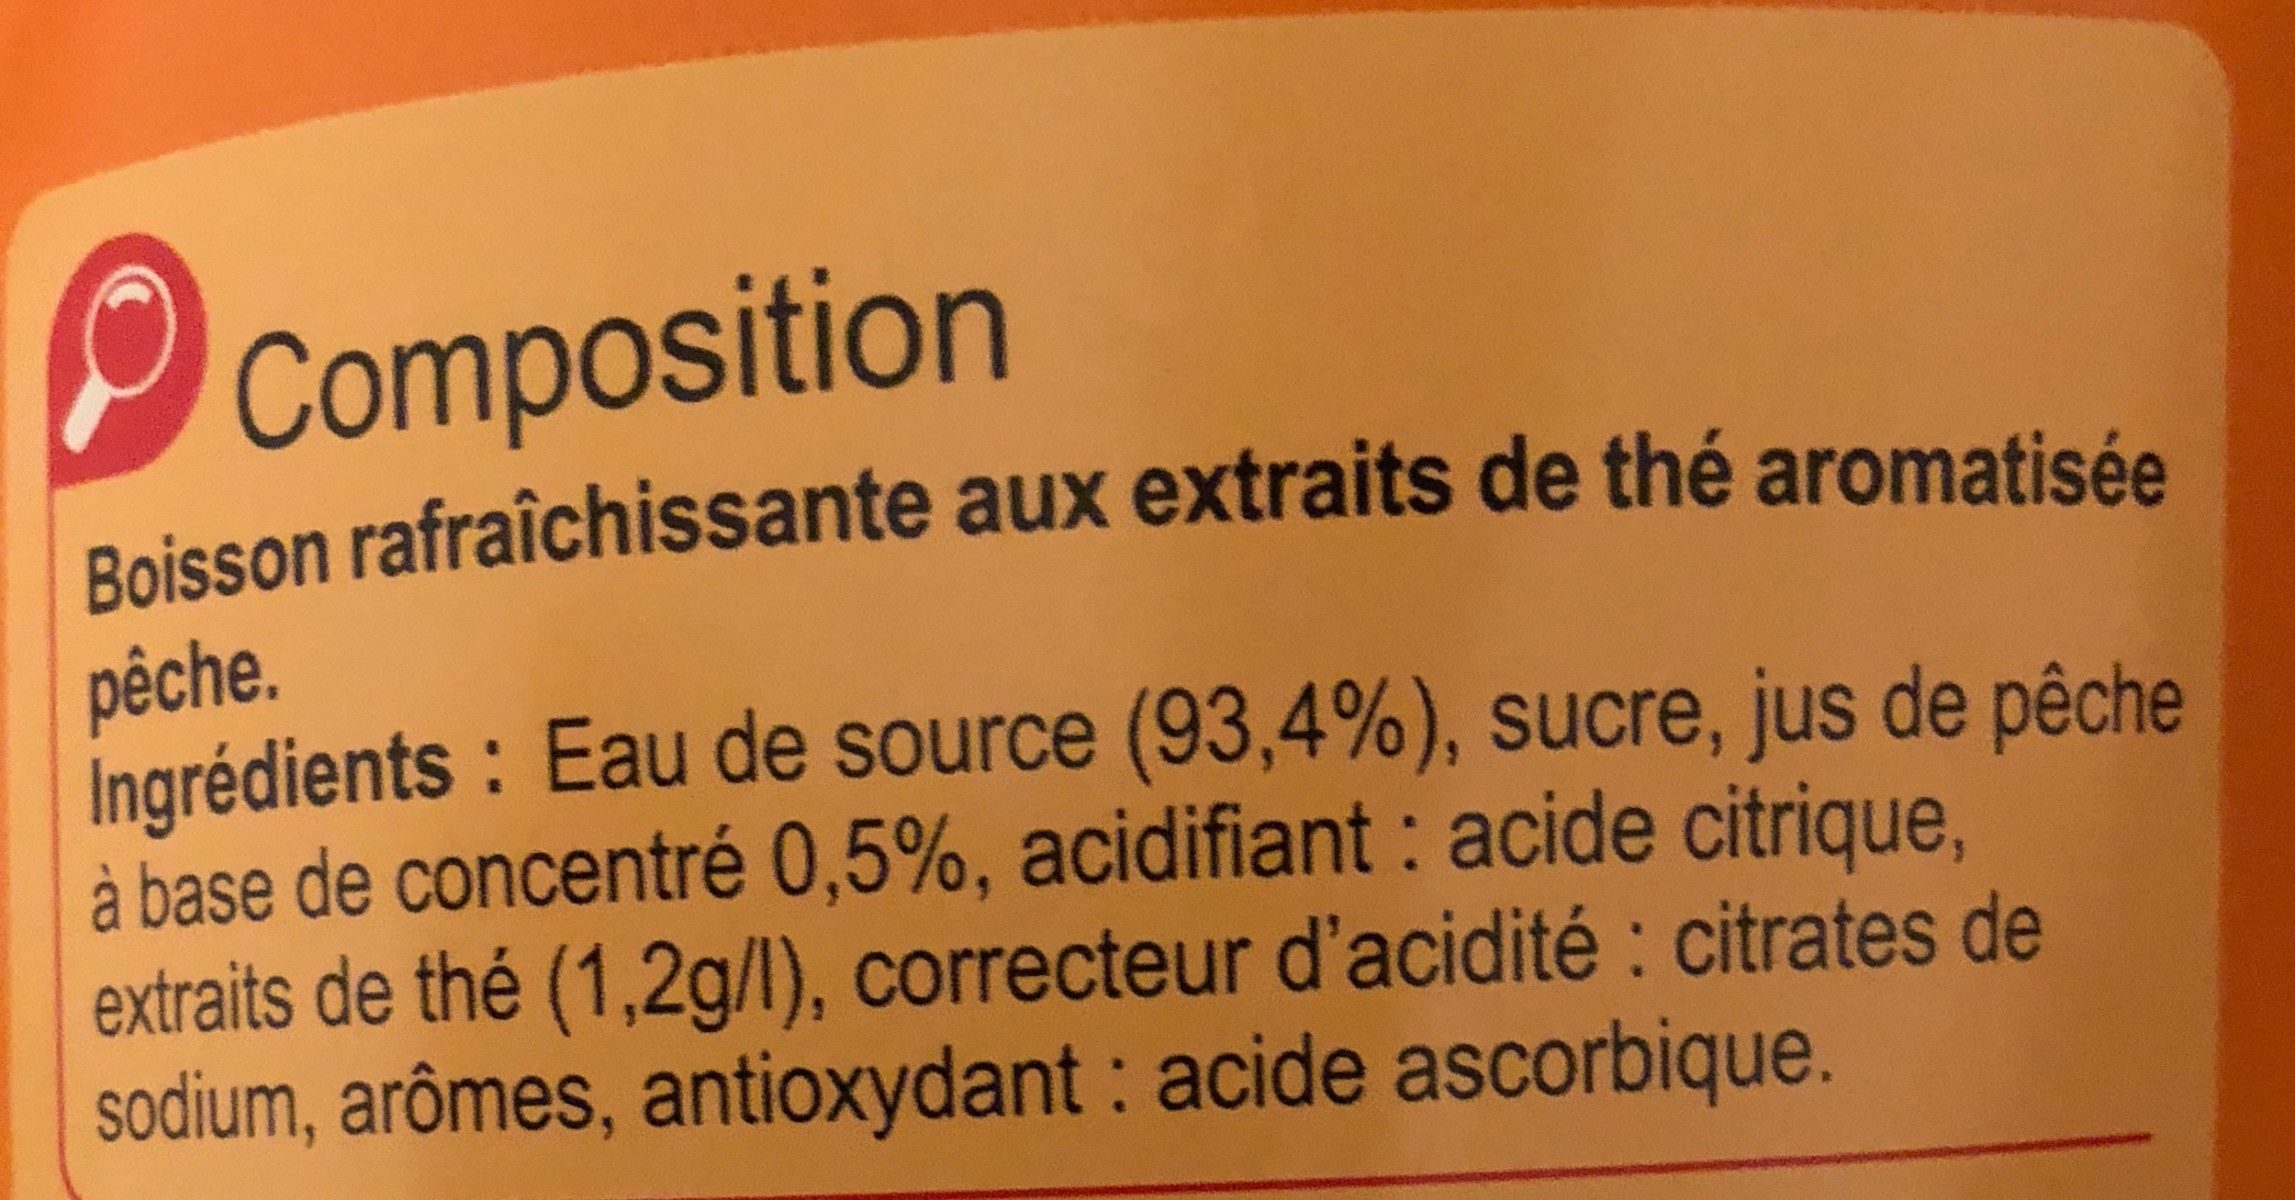 Composition
Boisson rafraîchissante aux extraits de thé aromatisée
pêche.
Ingrédients : Eau de source (93,4%), sucre, jus de pêche
à base de concentré 0,5%, acidifiant : acide citrique,
extraits de thé (1,2g/l), correcteur d'acidité : citrates de
sodium, arômes, antioxydant : acide ascorbique.